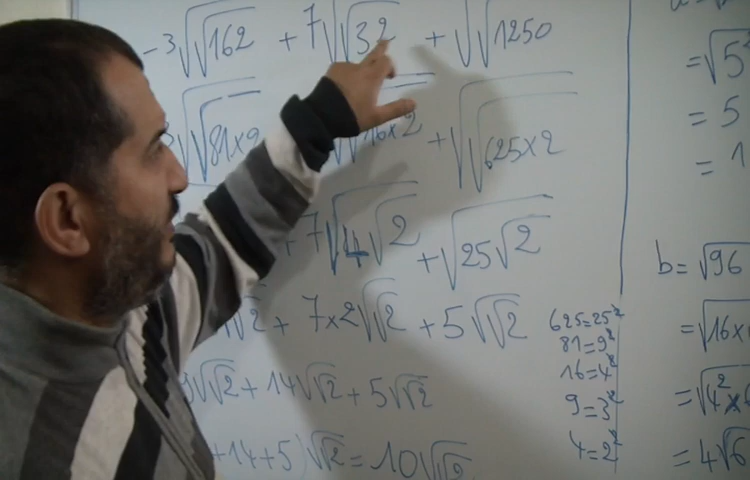 -3√√162 + 7√√32 + √√1250
√√81×9 √√16×2 + √√625×2
+ 7√4√2 + √25√2
√2 + 7×2√√2 + 5√√2
√√2 + 14√√2 + 5√√2
+14+5)√√2 = 10√√2
625=25²
81=9²
16=4²
9=3²
4=2²
=√5²
= 5
= 1
b=√96
=√16×
=√4²×
=4√6